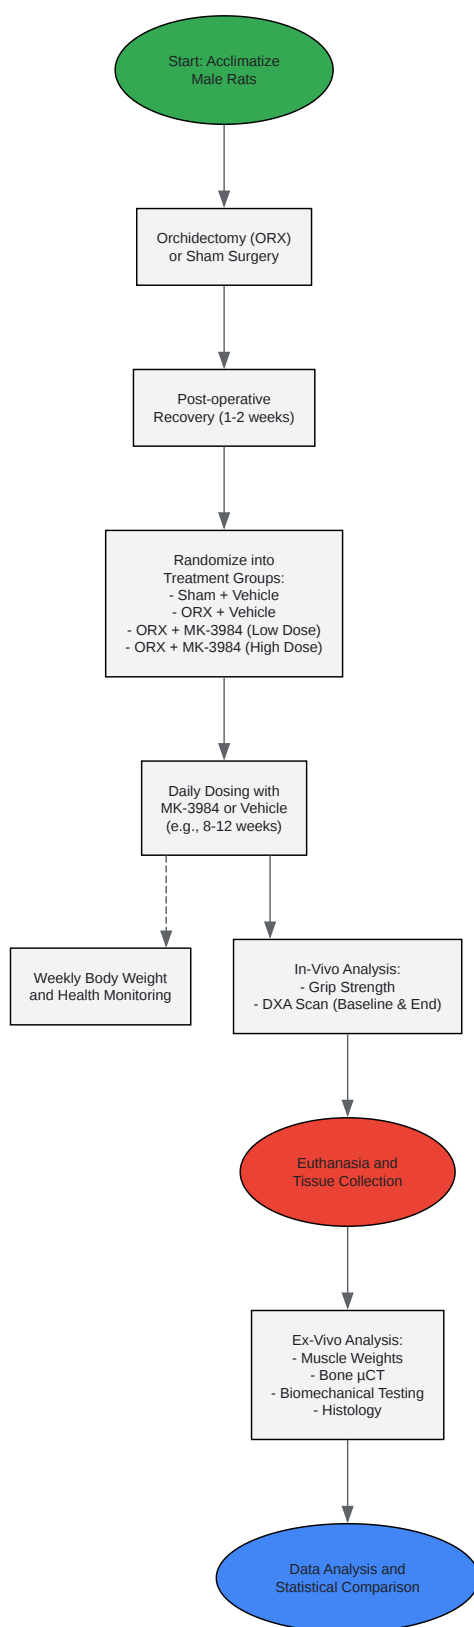 Start: Acclimatize
Male Rats
Orchidectomy (ORX)
or Sham Surgery
Post-operative
Recovery (1-2 weeks)
Randomize into
Treatment Groups:
- Sham + Vehicle
- ORX + Vehicle
- ORX + MK-3984 (Low Dose)
- ORX + MK-3984 (High Dose)
Daily Dosing with
MK-3984 or Vehicle
(e.g., 8-12 weeks)
Weekly Body Weight
and Health Monitoring
In-Vivo Analysis:
- Grip Strength
- DXA Scan (Baseline & End)
Euthanasia and
Tissue Collection
Ex-Vivo Analysis:
- Muscle Weights
- Bone µCT
- Biomechanical Testing
- Histology
Data Analysis and
Statistical Comparison